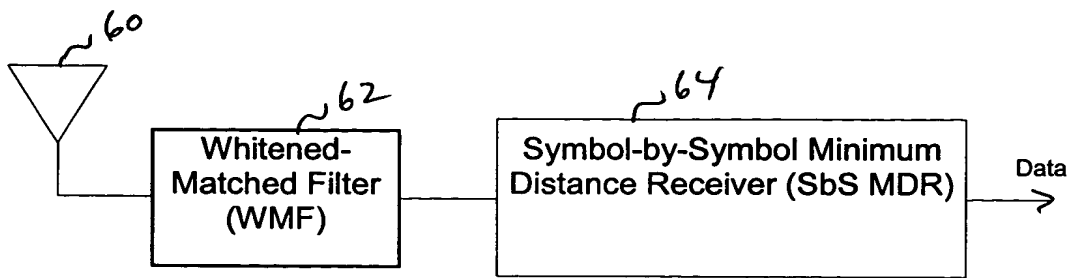 60
62
64
Whitened-
Matched Filter
(WMF)
Symbol-by-Symbol Minimum
Distance Receiver (SbS MDR)
Data